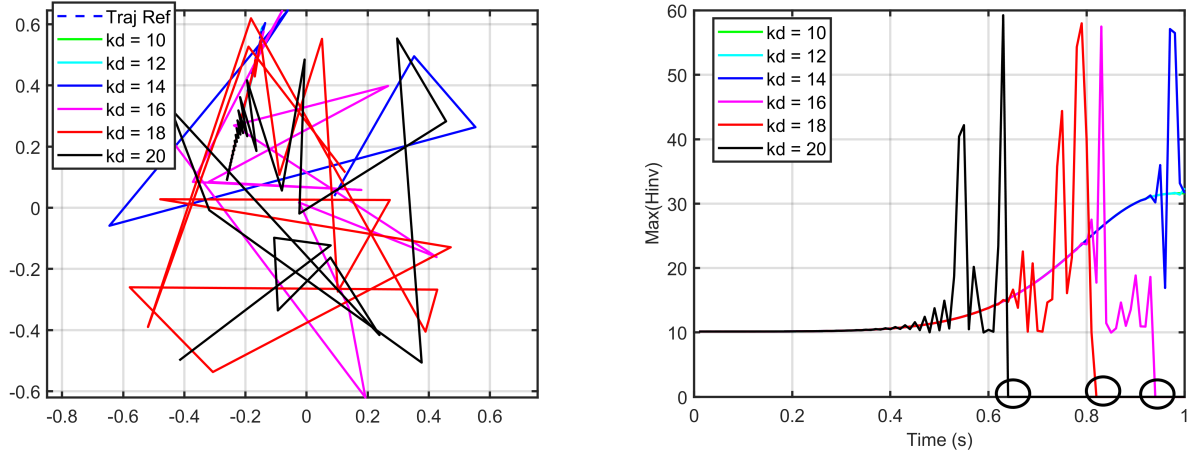 0.6
0.4
0.2
0
-0.2
-0.4
-0.6
-0.8
-0.6
-0.4
-0.2
0
0.2
0.4
0.6
Traj Ref
kd = 10
kd = 12
kd = 14
kd = 16
kd = 18
kd = 20
Max(Hinv)
60
50
40
30
20
10
0
0
0.2
0.4
0.6
0.8
1
Time (s)
kd = 10
kd = 12
kd = 14
kd = 16
kd = 18
kd = 20